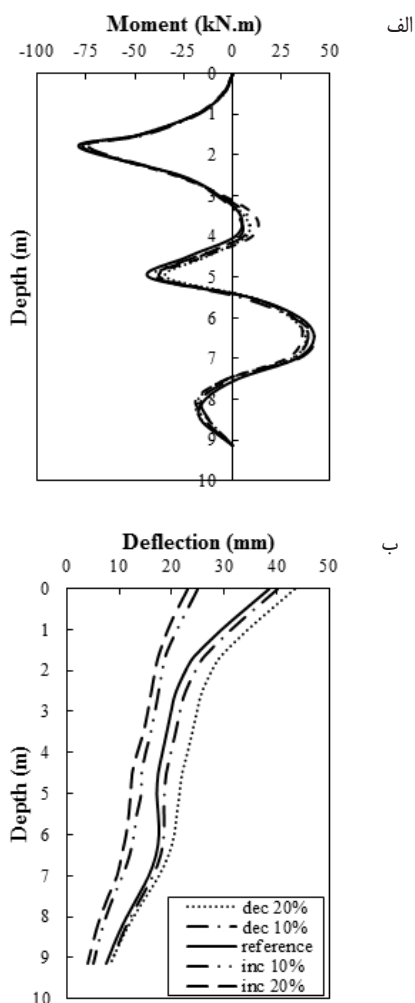 Moment (kN.m)
الف
-100 -75 -50 -25 0 25 50 75
0
1
2
3
4
5
6
7
8
9
10
Depth (m)
Deflection (mm)
ب
0 10 20 30 40 50
0
1
2
3
4
5
6
7
8
9
10
Depth (m)
dec 20%
dec 10%
reference
inc 10%
inc 20%